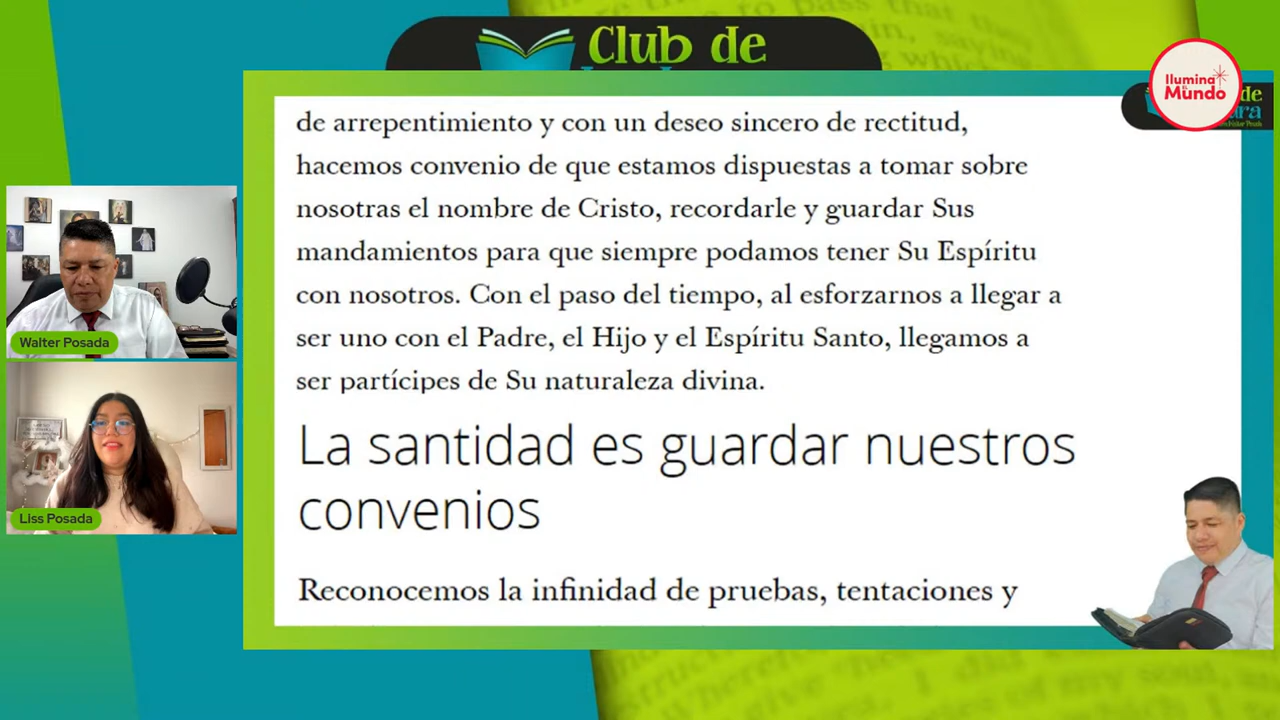 Club de
Ilumina
EL
Mundo
de
ra
de arrepentimiento y con un deseo sincero de rectitud,
hacemos convenio de que estamos dispuestas a tomar sobre
nosotras el nombre de Cristo, recordarle y guardar Sus
mandamientos para que siempre podamos tener Su Espíritu
con nosotros. Con el paso del tiempo, al esforzarnos a llegar a
ser uno con el Padre, el Hijo y el Espíritu Santo, llegamos a
ser partícipes de Su naturaleza divina.
La santidad es guardar nuestros
convenios
Reconocemos la infinidad de pruebas, tentaciones y
Walter Posada
Liss Posada